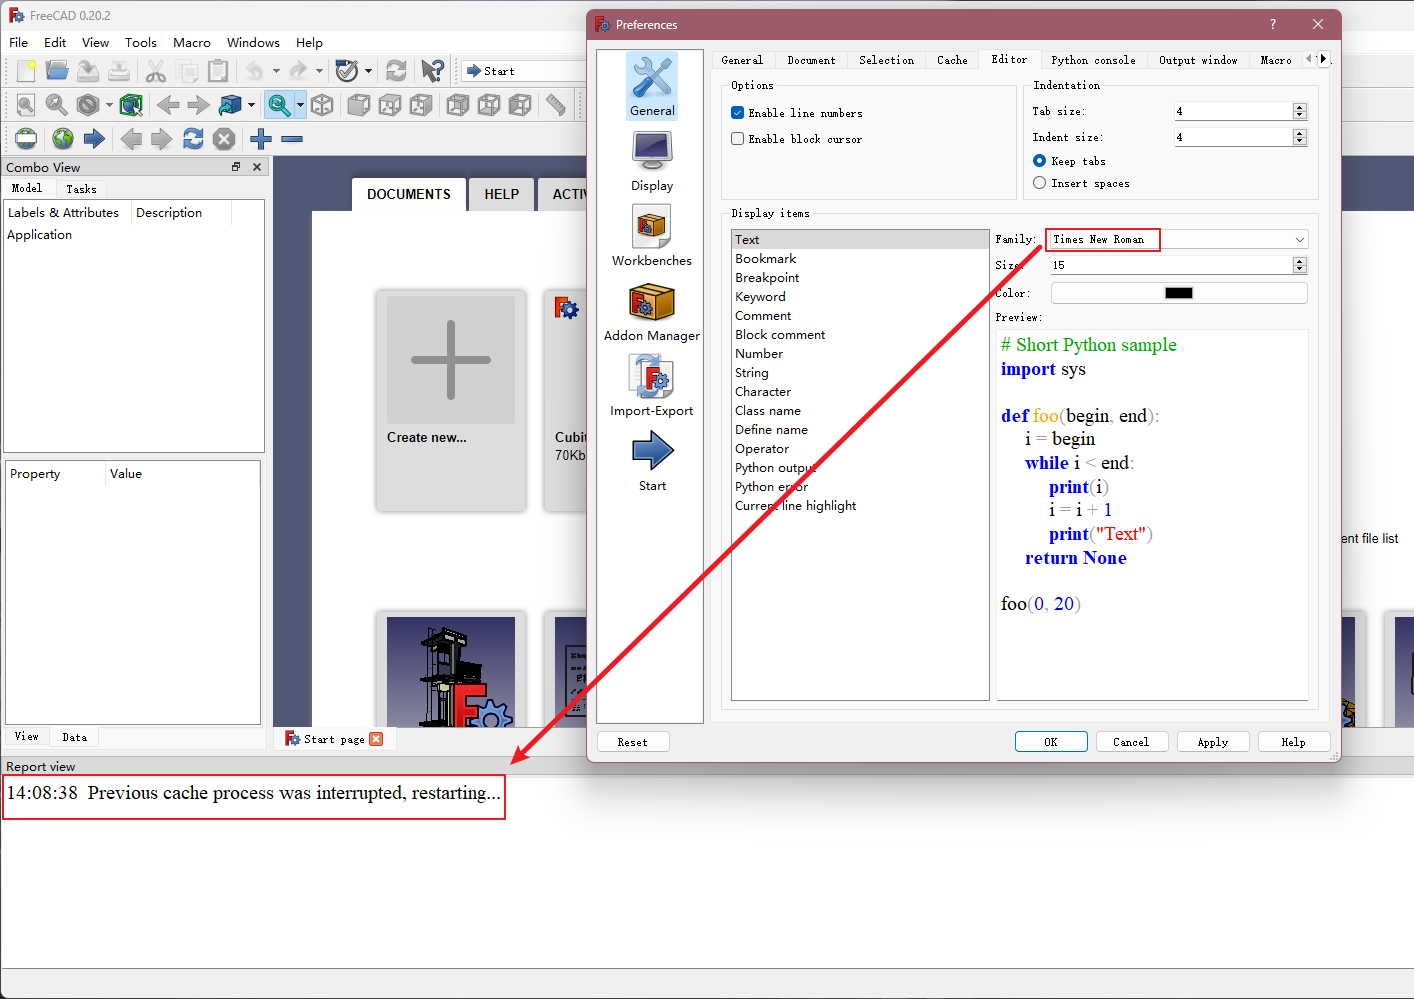 FreeCAD 0.20.2
File Edit View Tools Macro Windows Help
Start
Combo View
Model Tasks
Labels & Attributes Description
Application
Property Value
View Data
DOCUMENTS HELP ACTIV
Create new...
Cubi
70Kb
ent file list
Start page
Report view
14:08:38 Previous cache process was interrupted, restarting...
Preferences
General
Display
Workbenches
Addon Manager
Import-Export
Start
General Document Selection Cache Editor Python console Output window Macro
Options
Enable line numbers
Enable block cursor
Indentation
Tab size: 4
Indent size: 4
Keep tabs
Insert spaces
Display items
Text
Bookmark
Breakpoint
Keyword
Comment
Block comment
Number
String
Character
Class name
Define name
Operator
Python output
Python error
Current line highlight
Family: Times New Roman
Size: 15
Color:
Preview:
# Short Python sample
import sys
def foo(begin, end):
i = begin
while i < end:
print(i)
i = i + 1
print("Text")
return None
foo(0, 20)
Reset OK Cancel Apply Help